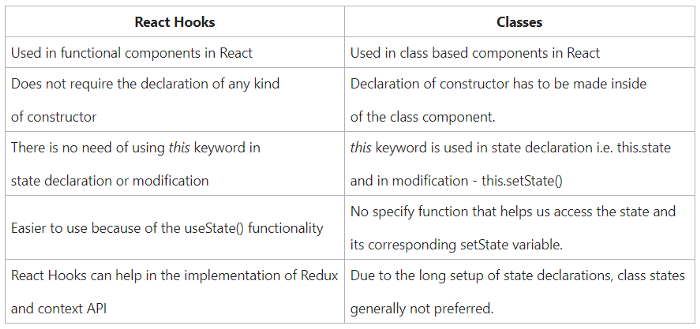 React Hooks
Classes
Used in functional components in React
Used in class based components in React
Does not require the declaration of any kind
of constructor
Declaration of constructor has to be made inside
of the class component.
There is no need of using this keyword in
state declaration or modification
this keyword is used in state declaration i.e. this.state
and in modification - this.setState()
Easier to use because of the useState() functionality
No specify function that helps us access the state and
its corresponding setState variable.
React Hooks can help in the implementation of Redux
and context API
Due to the long setup of state declarations, class states
generally not preferred.